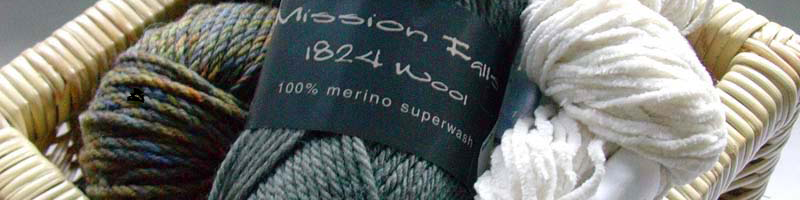 Mission Falls
1824 Wool
100% merino superwash